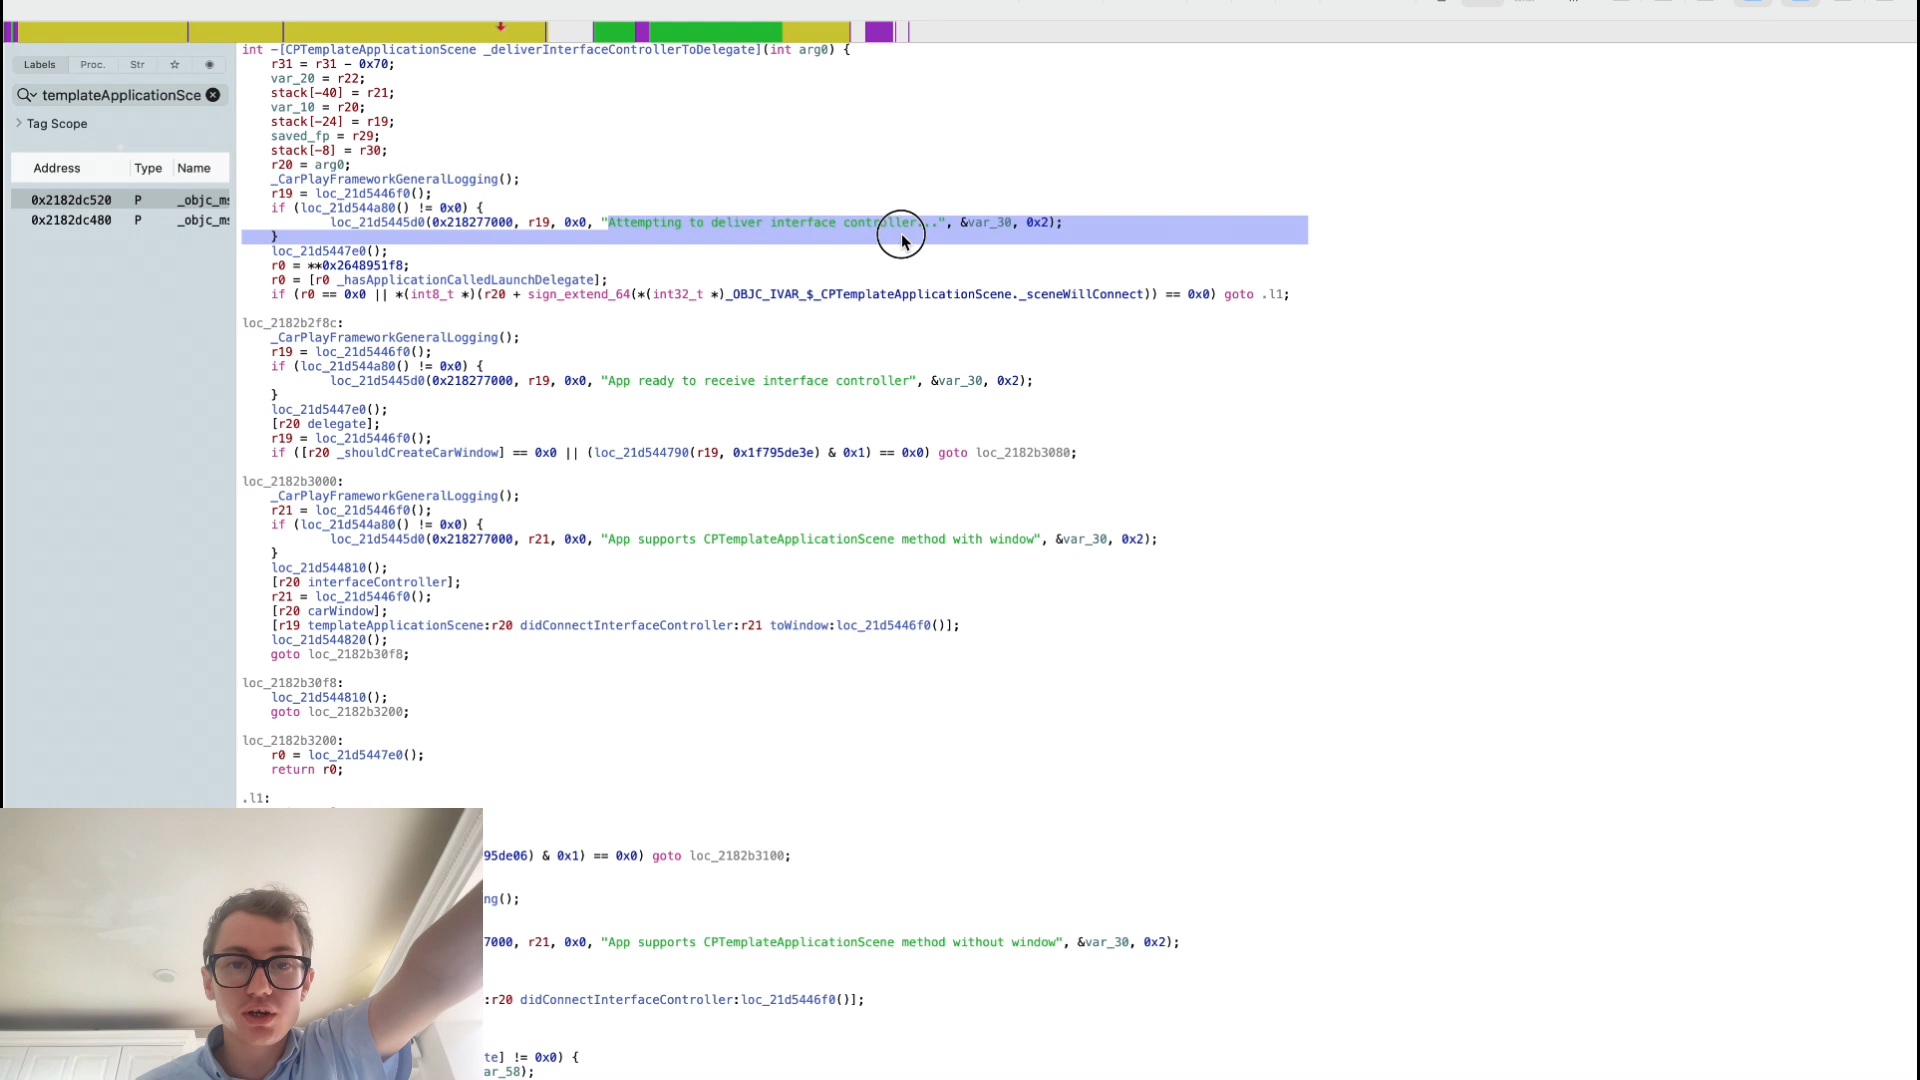 int -[CPTemplateApplicationScene _deliverInterfaceControllerToDelegate](int arg0) {
Labels Proc. Str
templateApplicationSce
Tag Scope
Address Type Name
0x2182dc520 P _objc_ms
0x2182dc480 P _objc_ms
r31 = r31 - 0x70;
var_20 = r22;
stack[-40] = r21;
var_10 = r20;
stack[-24] = r19;
saved_fp = r29;
stack[-8] = r30;
r20 = arg0;
_CarPlayFrameworkGeneralLogging();
r19 = loc_21d5446f0();
if (loc_21d544a80() != 0x0) {
loc_21d5445d0(0x218277000, r19, 0x0, "Attempting to deliver interface controller...", &var_30, 0x2);
}
loc_21d5447e0();
r0 = **0x2648951f8;
r0 = [r0 _hasApplicationCalledLaunchDelegate];
if (r0 == 0x0 || *(int8_t *)(r20 + sign_extend_64(*(int32_t *)_OBJC_IVAR_$_CPTemplateApplicationScene._sceneWillConnect)) == 0x0) goto .l1;
loc_2182b2f8c:
_CarPlayFrameworkGeneralLogging();
r19 = loc_21d5446f0();
if (loc_21d544a80() != 0x0) {
loc_21d5445d0(0x218277000, r19, 0x0, "App ready to receive interface controller", &var_30, 0x2);
}
loc_21d5447e0();
[r20 delegate];
r19 = loc_21d5446f0();
if ([r20 _shouldCreateCarWindow] == 0x0 || (loc_21d544790(r19, 0x1f795de3e) & 0x1) == 0x0) goto loc_2182b3080;
loc_2182b3000:
_CarPlayFrameworkGeneralLogging();
r21 = loc_21d5446f0();
if (loc_21d544a80() != 0x0) {
loc_21d5445d0(0x218277000, r21, 0x0, "App supports CPTemplateApplicationScene method with window", &var_30, 0x2);
}
loc_21d544810();
[r20 interfaceController];
r21 = loc_21d5446f0();
[r20 carWindow];
[r19 templateApplicationScene:r20 didConnectInterfaceController:r21 toWindow:loc_21d5446f0()];
loc_21d544820();
goto loc_2182b30f8;
loc_2182b30f8:
loc_21d544810();
goto loc_2182b3200;
loc_2182b3200:
r0 = loc_21d5447e0();
return r0;
.l1:
95de06) & 0x1) == 0x0) goto loc_2182b3100;
ng();
7000, r21, 0x0, "App supports CPTemplateApplicationScene method without window", &var_30, 0x2);
:r20 didConnectInterfaceController:loc_21d5446f0()];
te] != 0x0) {
ar_58);